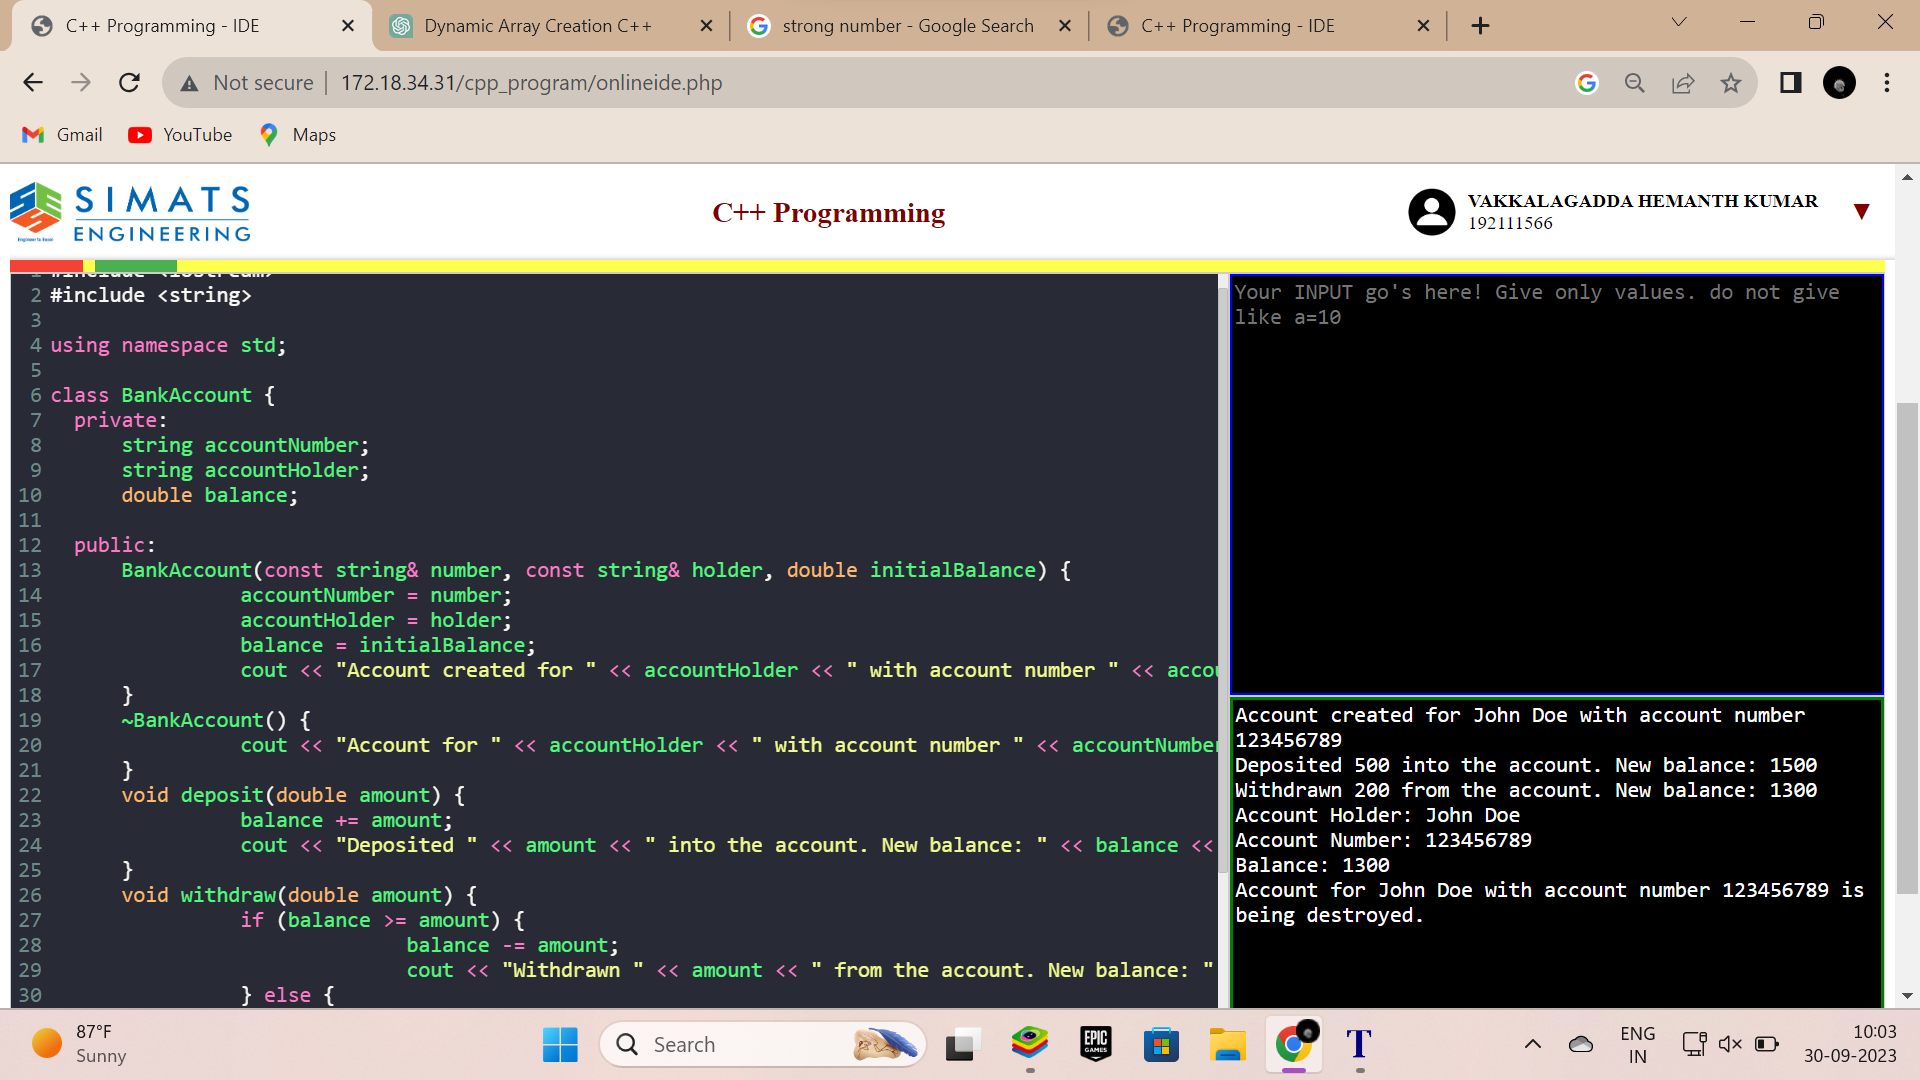 C++ Programming - IDE
Dynamic Array Creation C++
strong number - Google Search
C++ Programming - IDE
Not secure
172.18.34.31/cpp_program/onlineide.php
Gmail
YouTube
Maps
SIMATS
ENGINEERING
Engineer to Excel
C++ Programming
VAKKALAGADDA HEMANTH KUMAR
192111566
1 #include <iostream>
2 #include <string>
3
4 using namespace std;
5
6 class BankAccount {
7 private:
8 string accountNumber;
9 string accountHolder;
10 double balance;
11
12 public:
13 BankAccount(const string& number, const string& holder, double initialBalance) {
14 accountNumber = number;
15 accountHolder = holder;
16 balance = initialBalance;
17 cout << "Account created for " << accountHolder << " with account number " << accou
18 }
19 ~BankAccount() {
20 cout << "Account for " << accountHolder << " with account number " << accountNumber
21 }
22 void deposit(double amount) {
23 balance += amount;
24 cout << "Deposited " << amount << " into the account. New balance: " << balance <<
25 }
26 void withdraw(double amount) {
27 if (balance >= amount) {
28 balance -= amount;
29 cout << "Withdrawn " << amount << " from the account. New balance: "
30 } else {
Your INPUT go's here! Give only values. do not give
like a=10
Account created for John Doe with account number
123456789
Deposited 500 into the account. New balance: 1500
Withdrawn 200 from the account. New balance: 1300
Account Holder: John Doe
Account Number: 123456789
Balance: 1300
Account for John Doe with account number 123456789 is
being destroyed.
87°F
Sunny
Search
EPIC
GAMES
T
ENG
IN
10:03
30-09-2023